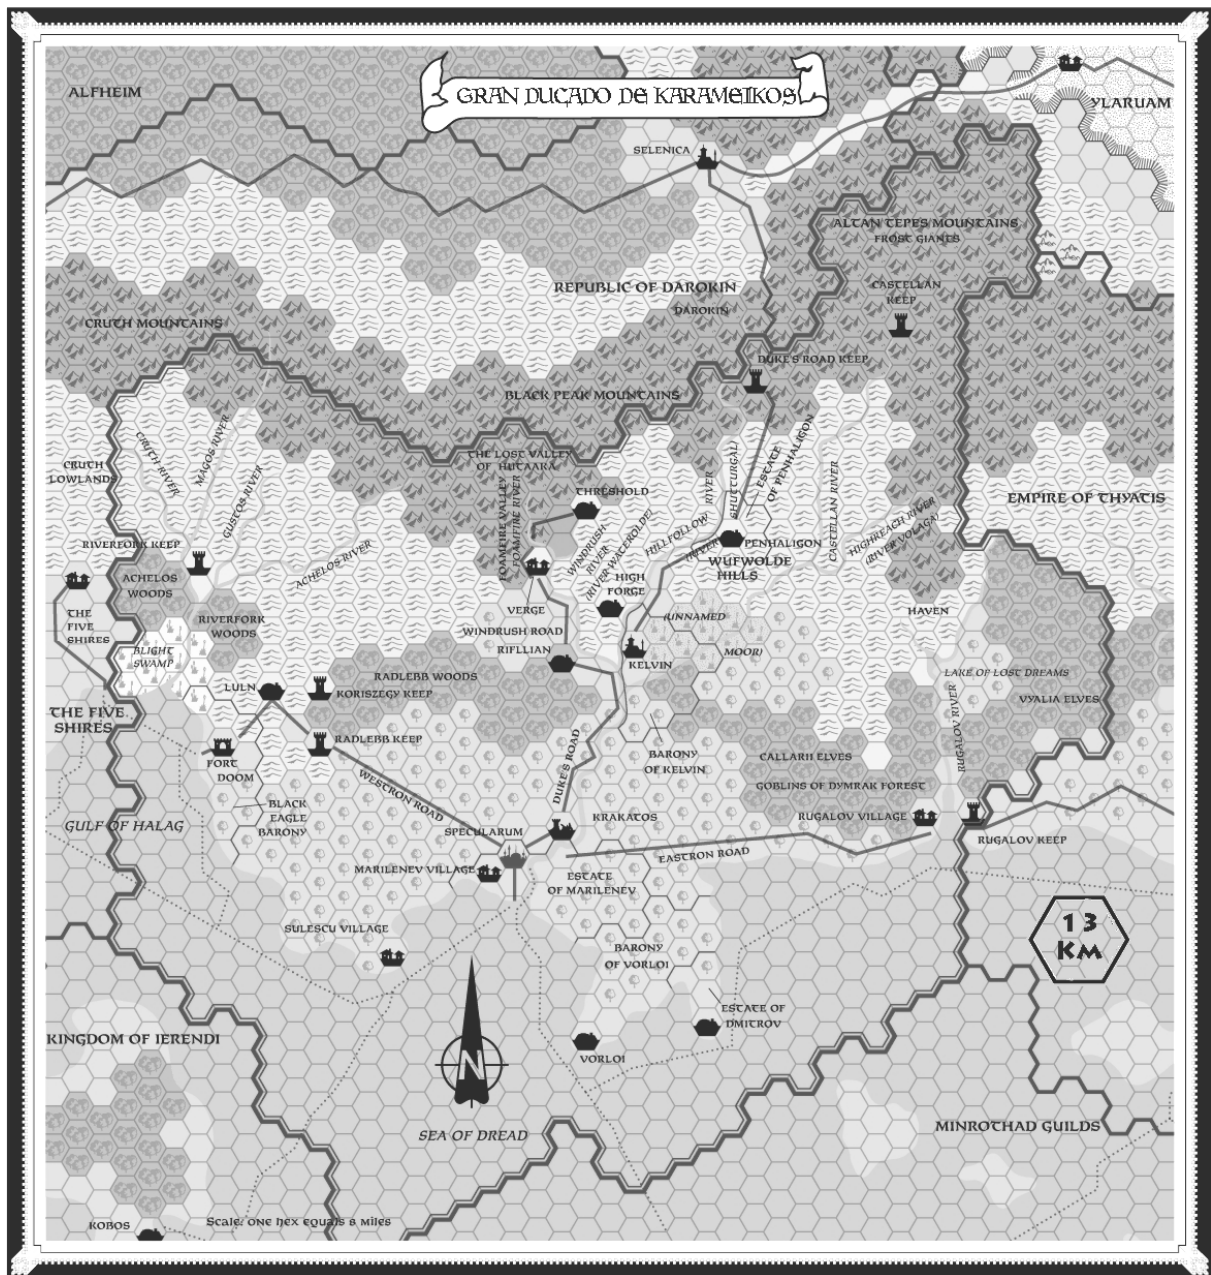 GRAN DUCADO DE KARAMEIKOS
ALFHEIM
YLARUAM
SELENICA
ALTAN TEPES MOUNTAINS
FROST GIANTS
REPUBLIC OF DAROKIN
DAROKIN
CASTELLAN
KEEP
CRUTH MOUNTAINS
DUKE'S ROAD KEEP
BLACK PEAK MOUNTAINS
CRUTH RIVER
MAGOS RIVER
GUSTOS RIVER
CRUTH
LOWLANDS
THE LOST VALLEY
OF HUTAARA
FOAMFIRE VALLEY
FOAMFIRE RIVER
THRESHOLD
WINDRUSH
RIVER
(RIVER WATEROLDE)
HILLFOLLOW
RIVER
(RIVER
SHUTTURGAL)
ESTATE
OF PENHALIGON
CASTELLAN RIVER
HIGHREACH RIVER
(RIVER VOLAGA)
EMPIRE OF THYATIS
RIVERFORK KEEP
ACHELOS RIVER
PENHALIGON
WUFWOLDE
HILLS
ACHELOS
WOODS
HIGH
FORGE
THE
FIVE
SHIRES
RIVERFORK
WOODS
VERGE
(UNNAMED
MOOR)
HAVEN
WINDRUSH ROAD
RIFLLIAN
KELVIN
BLIGHT
SWAMP
RADLEBB WOODS
LAKE OF LOST DREAMS
LULN
KORISZEGY KEEP
VYALIA ELVES
THE FIVE
SHIRES
RADLEBB KEEP
RUGALOV RIVER
DUKE'S ROAD
BARONY
OF KELVIN
CALLARII ELVES
FORT
DOOM
WESTRON ROAD
GOBLINS OF DYMRAK FOREST
BLACK
EAGLE
BARONY
GULF OF HALAG
KRAKATOS
RUGALOV VILLAGE
SPECULARUM
RUGALOV KEEP
EASTRON ROAD
MARILENEV VILLAGE
ESTATE
OF MARILENEV
SULESCU VILLAGE
BARONY
OF VORLOI
13
KM
ESTATE OF
DMITROV
KINGDOM OF IERENDI
VORLOI
N
SEA OF DREAD
MINROTHAD GUILDS
KOBOS
Scale: one hex equals 8 miles